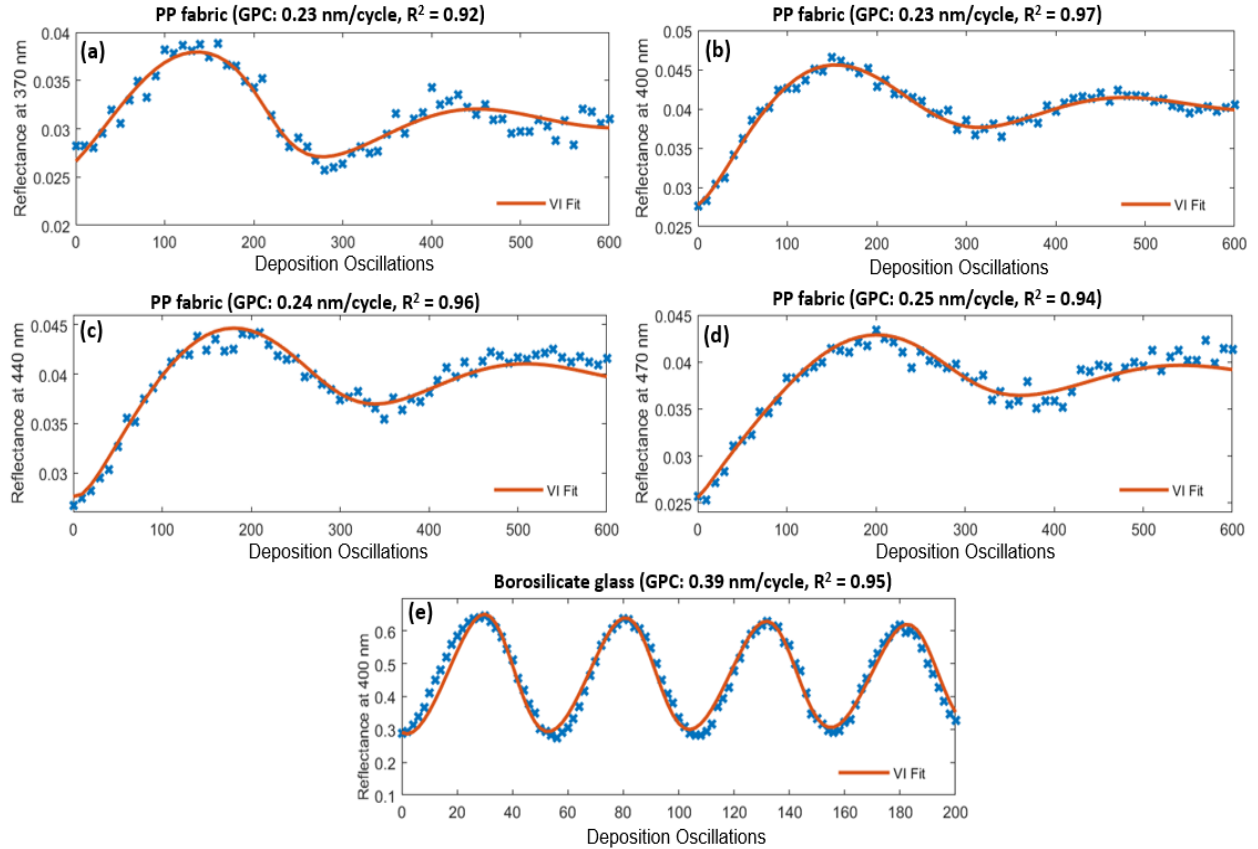 PP fabric (GPC: 0.23 nm/cycle, R² = 0.92)
(a)
Reflectance at 370 nm
0.04
0.035
0.03
0.025
0.02
0 100 200 300 400 500 600
VI Fit
Deposition Oscillations
PP fabric (GPC: 0.23 nm/cycle, R² = 0.97)
(b)
Reflectance at 400 nm
0.05
0.045
0.04
0.035
0.03
0.025
0 100 200 300 400 500 600
VI Fit
Deposition Oscillations
PP fabric (GPC: 0.24 nm/cycle, R² = 0.96)
(c)
Reflectance at 440 nm
0.045
0.04
0.035
0.03
0 100 200 300 400 500 600
VI Fit
Deposition Oscillations
PP fabric (GPC: 0.25 nm/cycle, R² = 0.94)
(d)
Reflectance at 470 nm
0.045
0.04
0.035
0.03
0.025
0 100 200 300 400 500 600
VI Fit
Deposition Oscillations
Borosilicate glass (GPC: 0.39 nm/cycle, R² = 0.95)
(e)
Reflectance at 400 nm
0.6
0.5
0.4
0.3
0.2
0.1
0 20 40 60 80 100 120 140 160 180 200
VI Fit
Deposition Oscillations